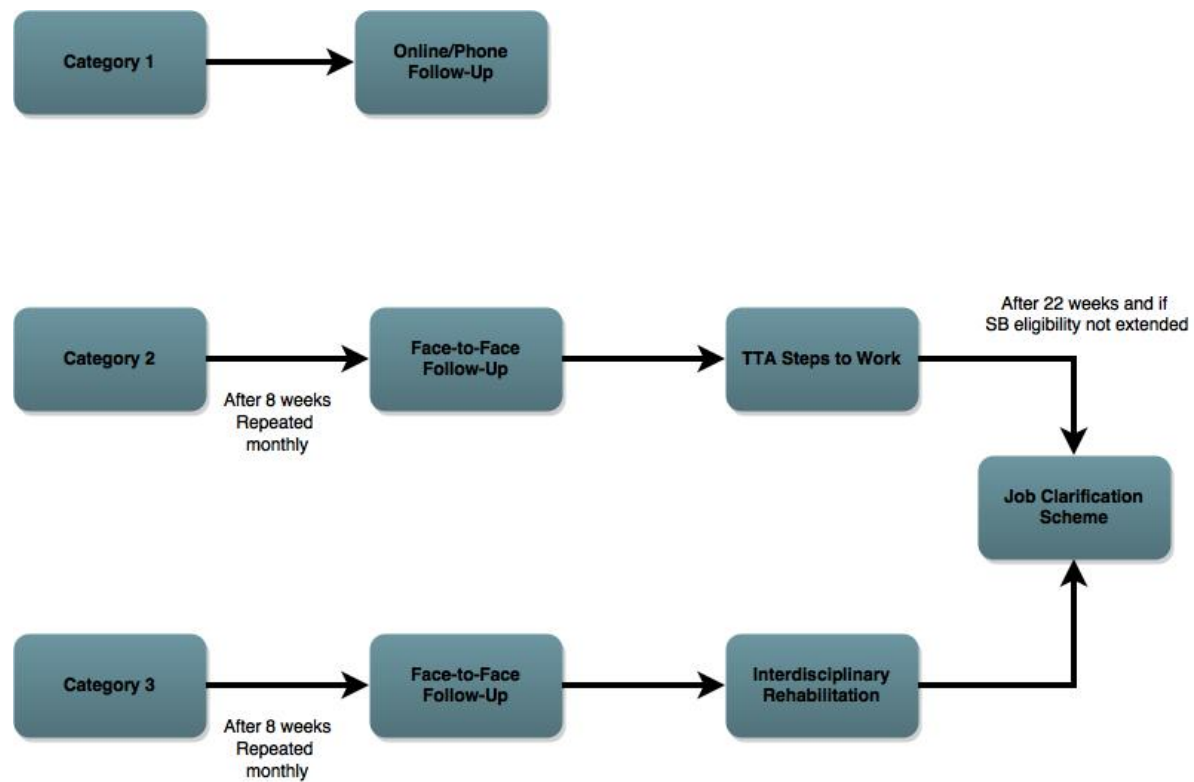 Category 1
Online/Phone
Follow-Up
Category 2
After 8 weeks
Repeated
monthly
Face-to-Face
Follow-Up
TTA Steps to Work
After 22 weeks and if
SB eligibility not extended
Job Clarification
Scheme
Category 3
After 8 weeks
Repeated
monthly
Face-to-Face
Follow-Up
Interdisciplinary
Rehabilitation